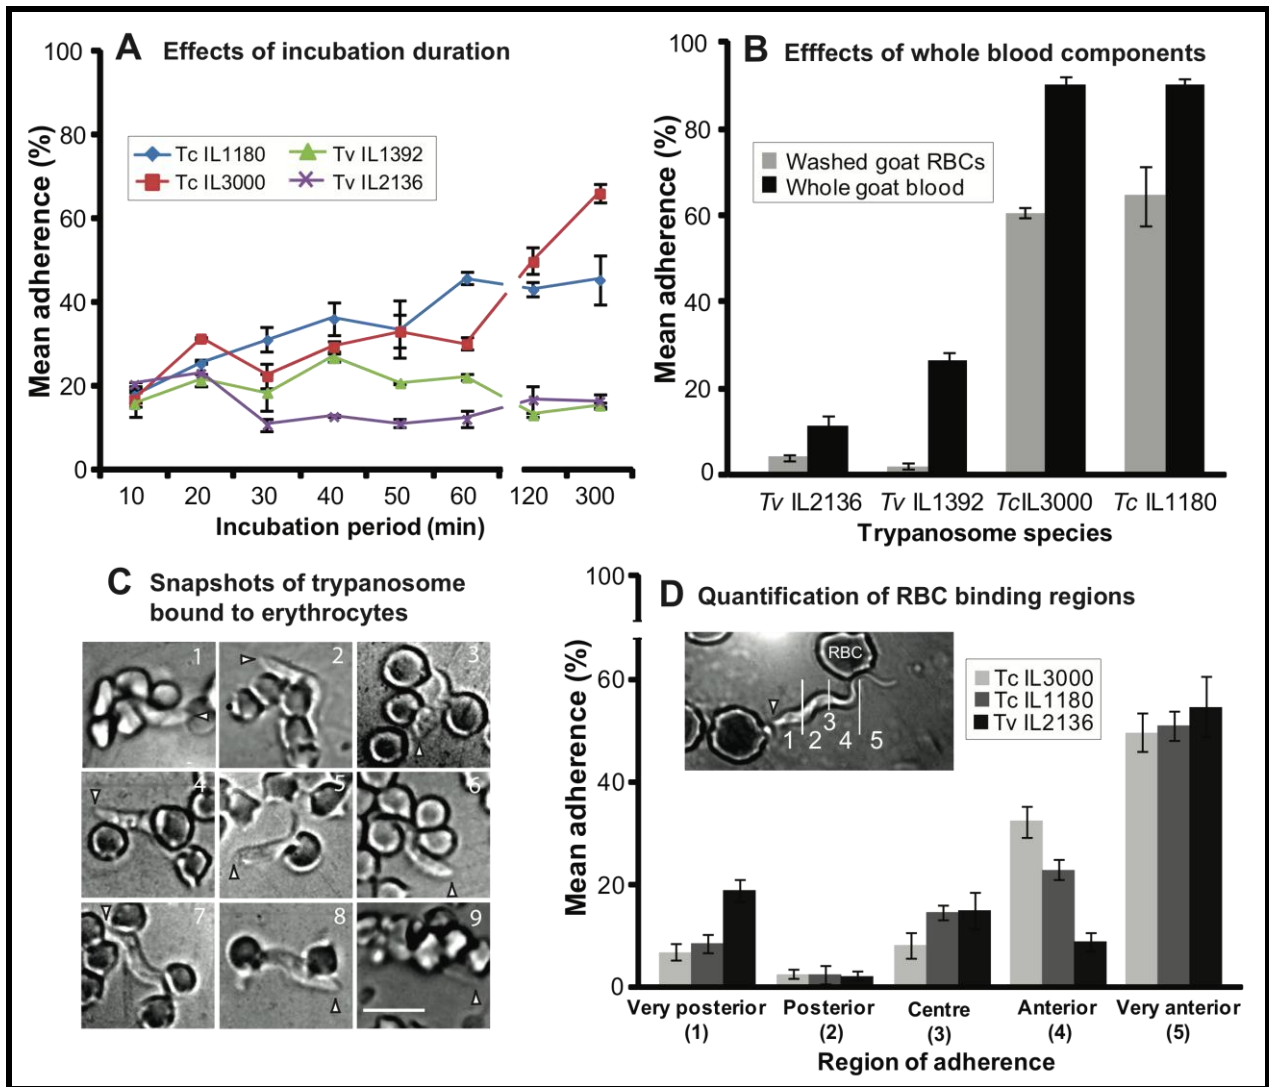 A Effects of incubation duration
100
80
60
40
20
0
Mean adherence (%)
Tc IL1180
Tv IL1392
Tc IL3000
Tv IL2136
10 20 30 40 50 60 120 300
Incubation period (min)
B Efffects of whole blood components
100
80
60
40
20
0
Mean adherence (%)
Washed goat RBCs
Whole goat blood
Tv IL2136 Tv IL1392 TcIL3000 Tc IL1180
Trypanosome species
C Snapshots of trypanosome
bound to erythrocytes
1 2 3
4 5 6
7 8 9
D Quantification of RBC binding regions
100
60
40
20
0
Mean adherence (%)
RBC
1 2 3 4 5
Tc IL3000
Tc IL1180
Tv IL2136
Very posterior Posterior Centre Anterior Very anterior
(1) (2) (3) (4) (5)
Region of adherence